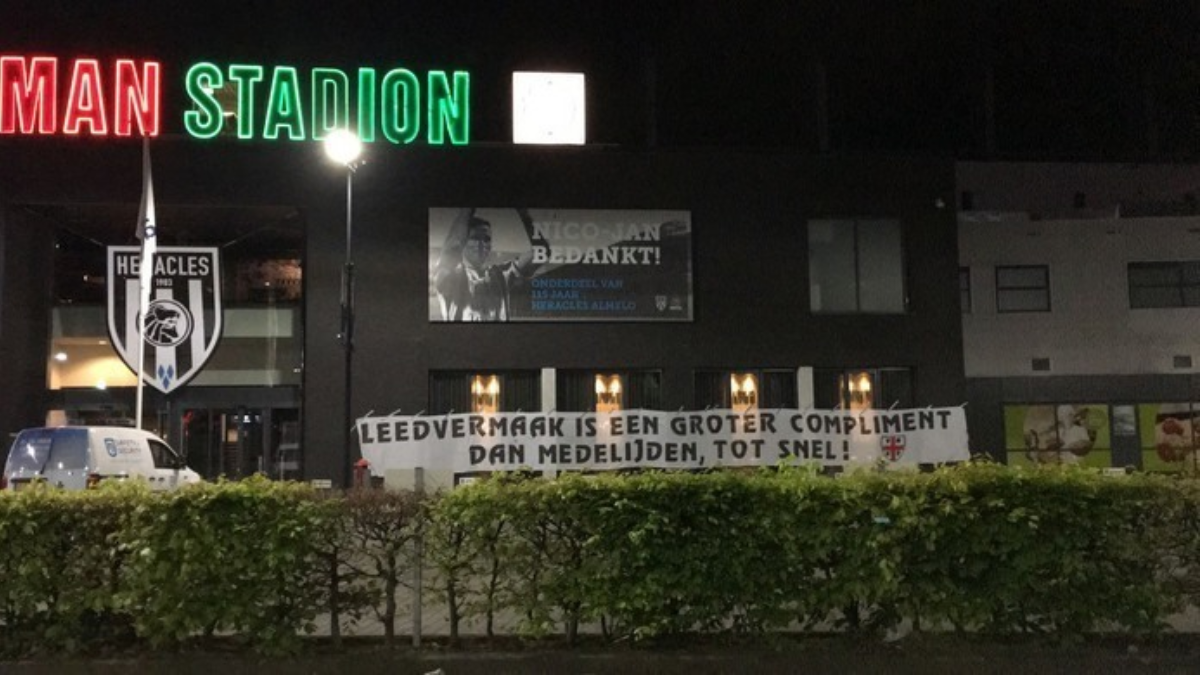 MAN STADION
HERACLES
1903
NICO-JAN
BEDANKT!
ONDERDEEL VAN
115 JAAR
HERACLES ALMELO
LEEDVERMAAK IS EEN GROTER COMPLIMENT
DAN MEDELIJDEN, TOT SNEL!